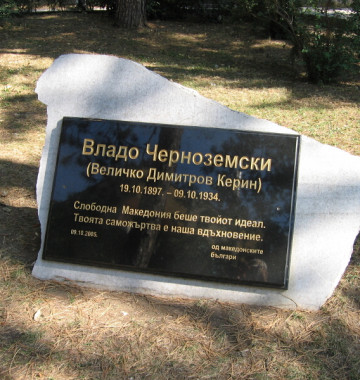 Владо Черноземски
(Величко Димитров Керин)
19.10.1897. – 09.10.1934.
Слободна Македония беше твойот идеал.
Твоята саможъртва е наша вдъхновение.
09.10.2005.
од македонските
българи